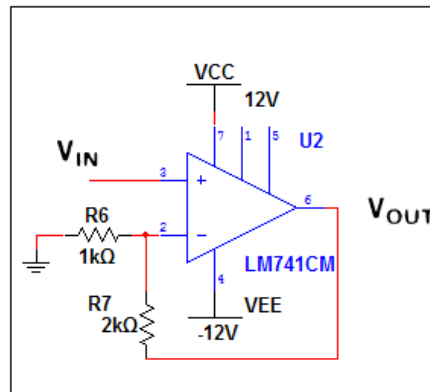 VCC
12V
7
1
5
U2
VIN
3
+
6
VOUT
R6
2
−
1kΩ
LM741CM
4
R7
2kΩ
VEE
-12V